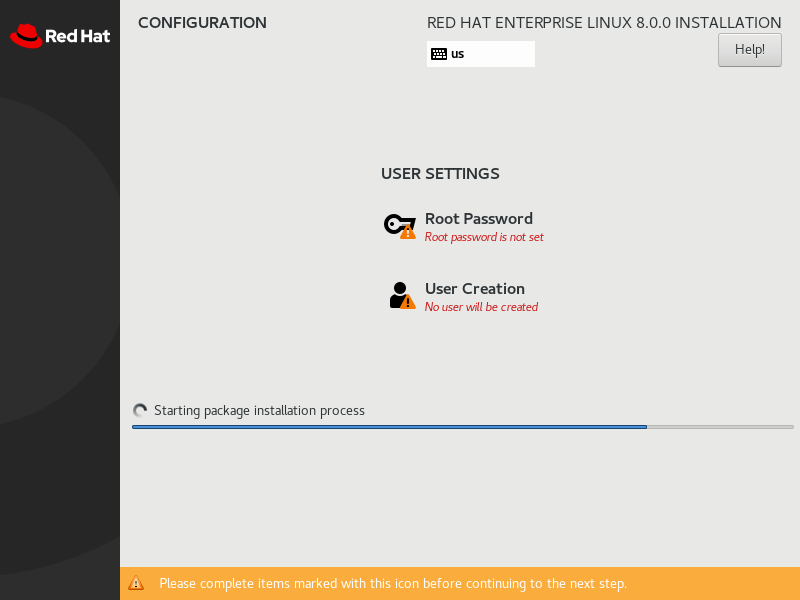 Red Hat
CONFIGURATION
RED HAT ENTERPRISE LINUX 8.0.0 INSTALLATION
us
Help!
USER SETTINGS
Root Password
Root password is not set
User Creation
No user will be created
Starting package installation process
Please complete items marked with this icon before continuing to the next step.